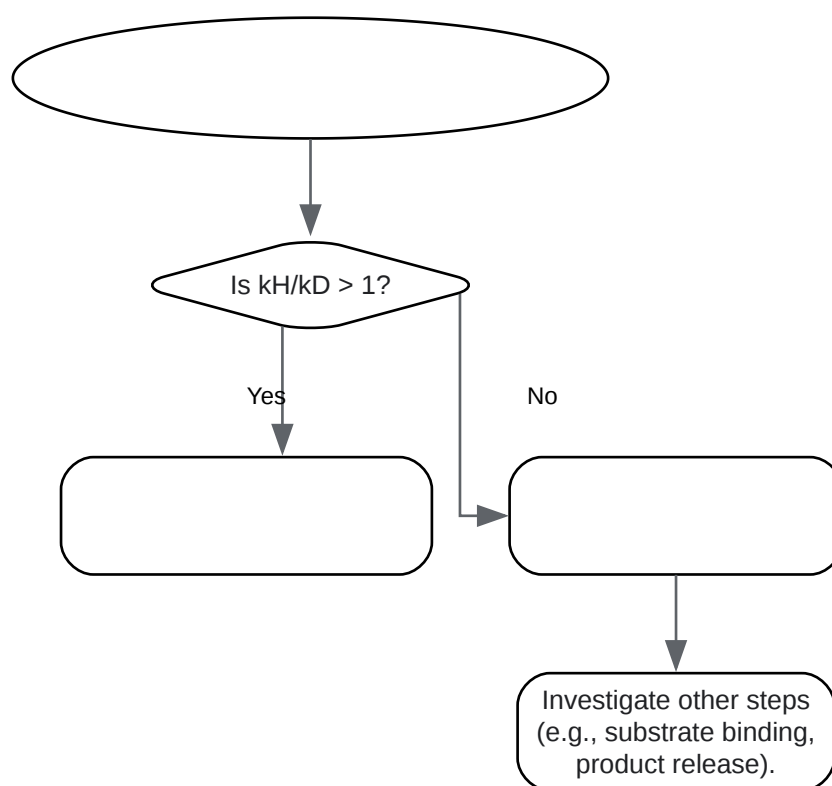 Is kH/kD > 1?
Yes
No
Investigate other steps
(e.g., substrate binding,
product release).